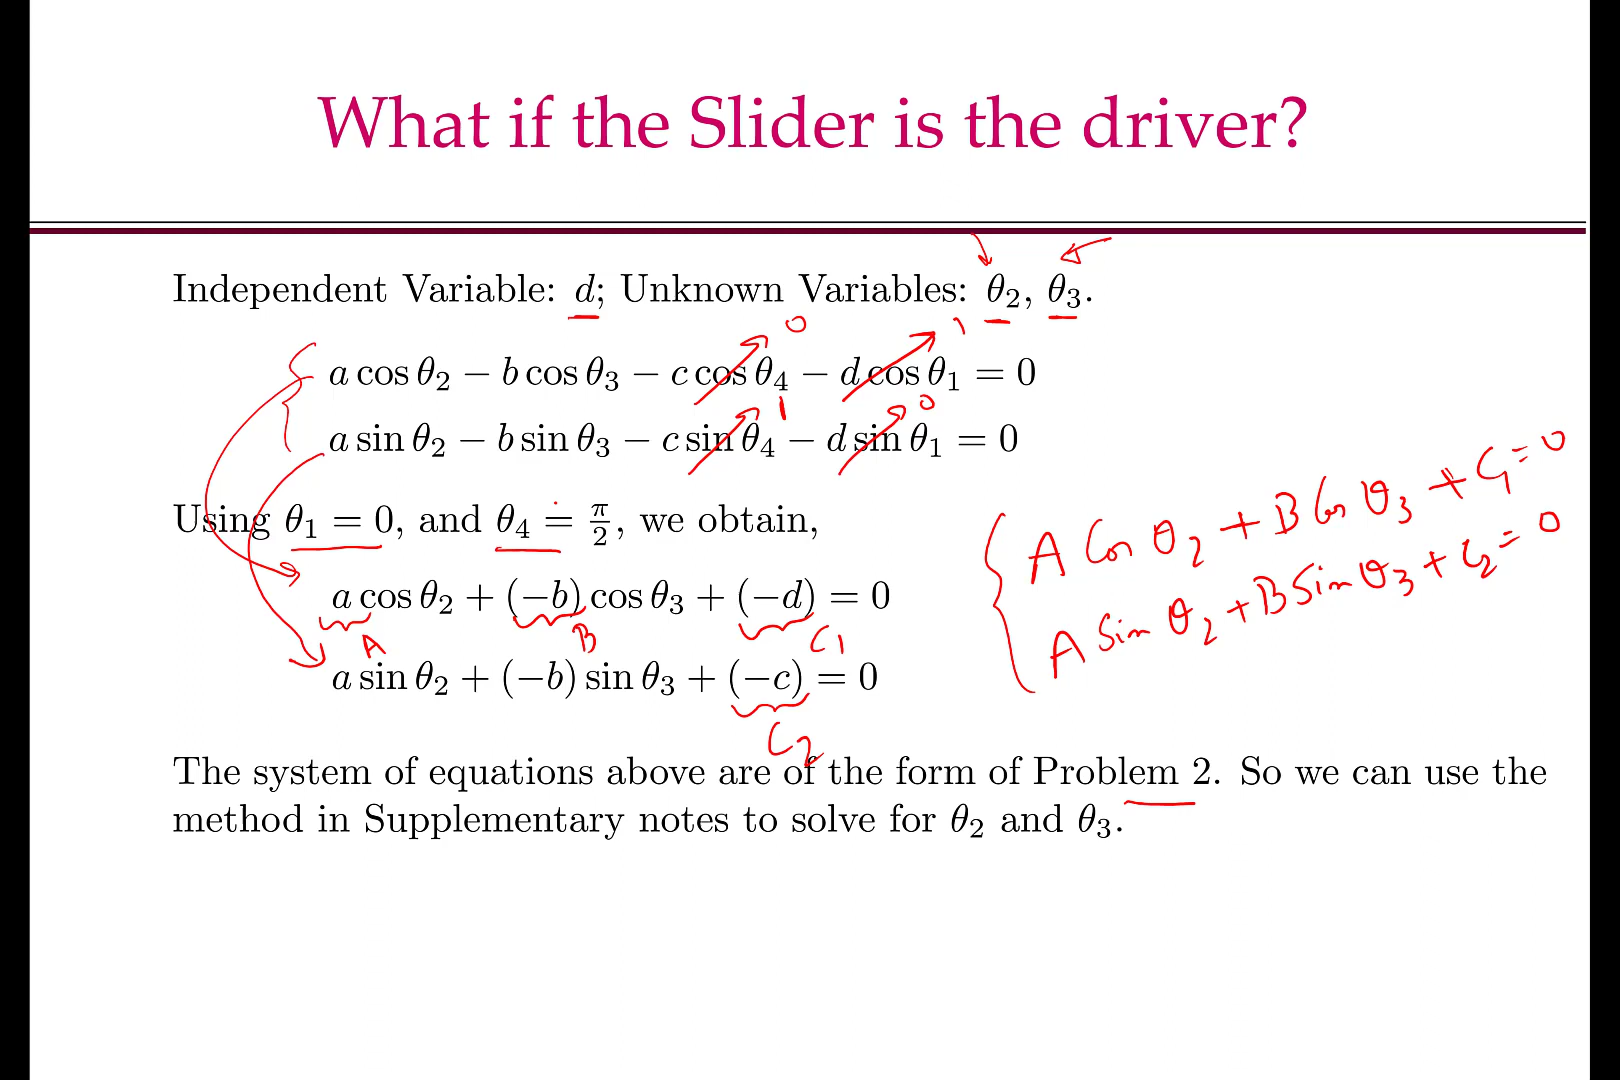 What if the Slider is the driver?
Independent Variable: d; Unknown Variables: θ₂, θ₃.
0 1
a cos θ₂ − b cos θ₃ − c cos θ₄ − d cos θ₁ = 0
1 0
a sin θ₂ − b sin θ₃ − c sin θ₄ − d sin θ₁ = 0
Using θ₁ = 0, and θ₄ = π/2, we obtain,
A Cos θ₂ + B Cos θ₃ + C₁ = 0
A Sin θ₂ + B Sin θ₃ + C₂ = 0
a cos θ₂ + (−b) cos θ₃ + (−d) = 0
A B C1
a sin θ₂ + (−b) sin θ₃ + (−c) = 0
C₂
The system of equations above are of the form of Problem 2. So we can use the
method in Supplementary notes to solve for θ₂ and θ₃.